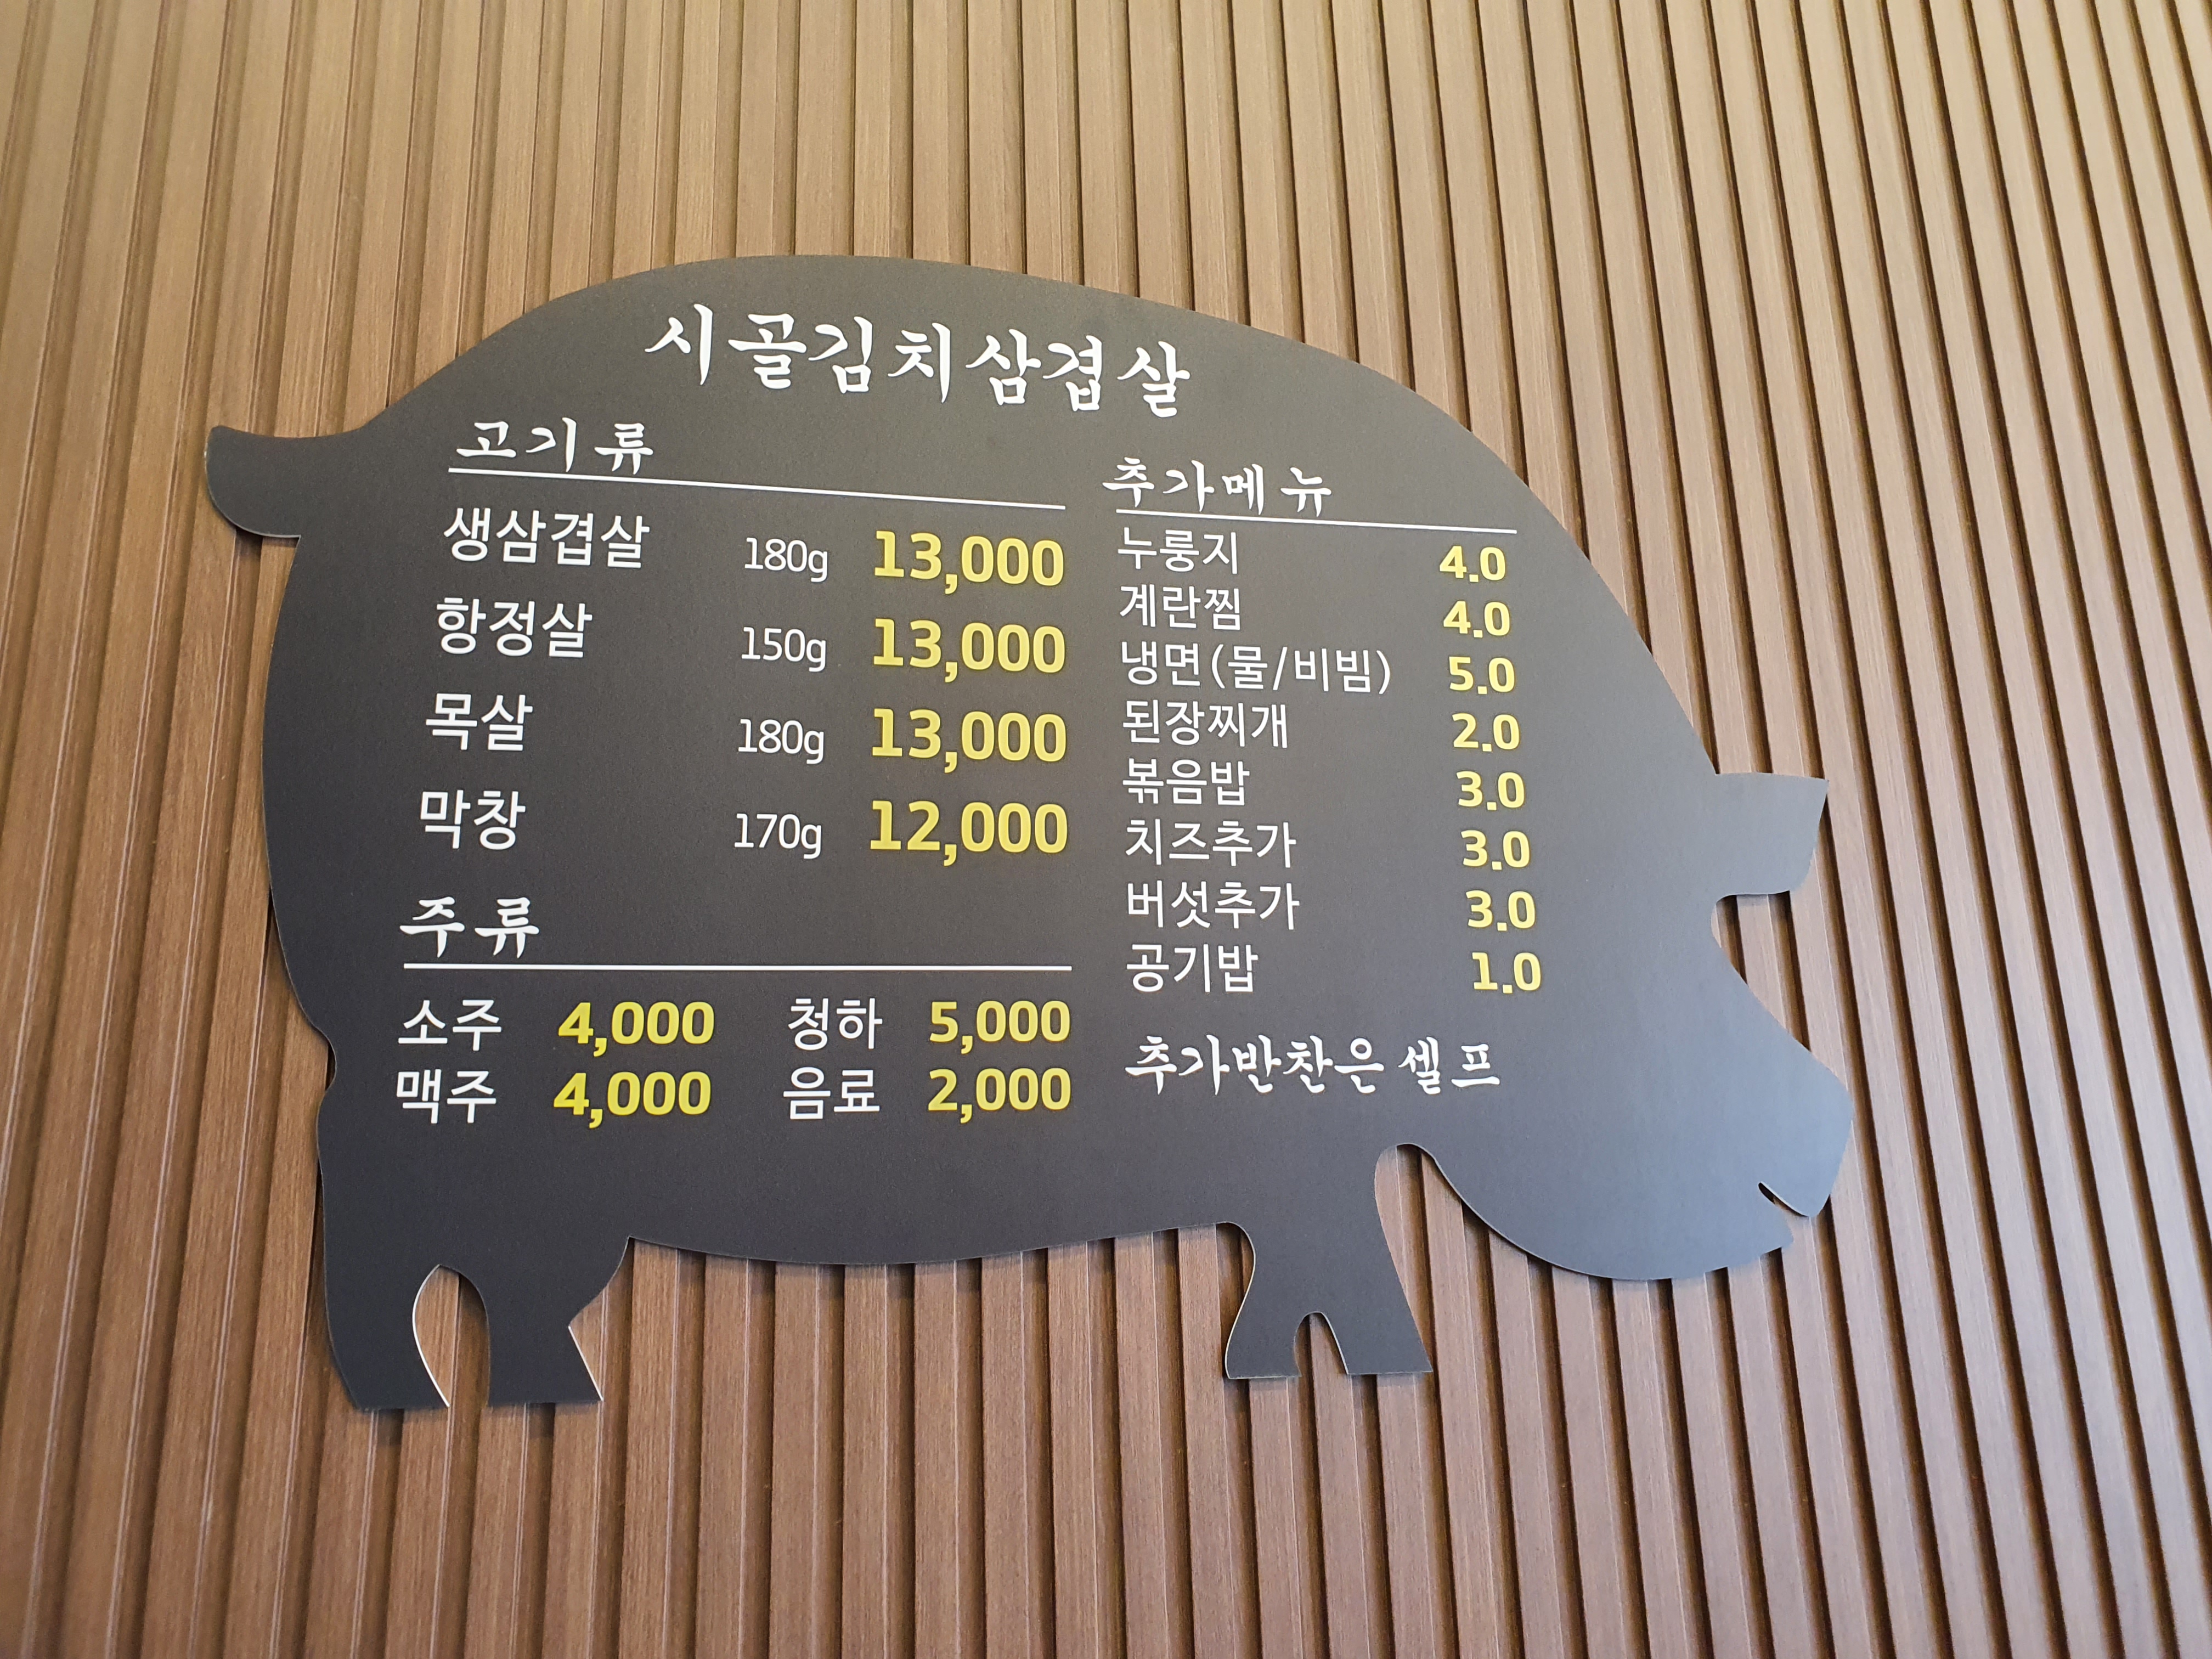 시골김치삼겹살
고기류
생삼겹살 180g 13,000
항정살 150g 13,000
목살 180g 13,000
막창 170g 12,000
주류
소주 4,000 청하 5,000
맥주 4,000 음료 2,000
추가메뉴
누룽지 4.0
계란찜 4.0
냉면(물/비빔) 5.0
된장찌개 2.0
볶음밥 3.0
치즈추가 3.0
버섯추가 3.0
공기밥 1.0
추가반찬은 셀프